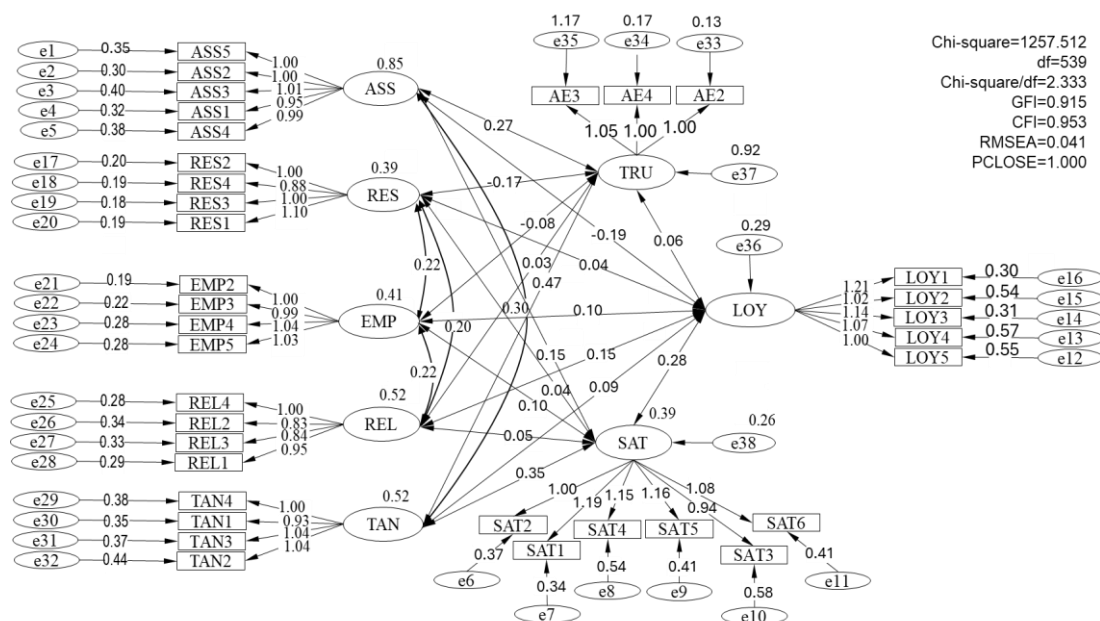 Chi-square=1257.512
df=539
Chi-square/df=2.333
GFI=0.915
CFI=0.953
RMSEA=0.041
PCLOSE=1.000
e1 0.35 ASS5 1.00
e2 0.30 ASS2 1.00
e3 0.40 ASS3 1.01
e4 0.32 ASS1 0.95
e5 0.38 ASS4 0.99
0.85
ASS
e17 0.20 RES2 1.00
e18 0.19 RES4 0.88
e19 0.18 RES3 1.00
e20 0.19 RES1 1.10
0.39
RES
e21 0.19 EMP2 1.00
e22 0.22 EMP3 0.99
e23 0.28 EMP4 1.04
e24 0.28 EMP5 1.03
0.41
EMP
e25 0.28 REL4 1.00
e26 0.34 REL2 0.83
e27 0.33 REL3 0.84
e28 0.29 REL1 0.95
0.52
REL
e29 0.38 TAN4 1.00
e30 0.35 TAN1 0.93
e31 0.37 TAN3 1.04
e32 0.44 TAN2 1.04
0.52
TAN
1.17 0.17 0.13
e35 e34 e33
AE3 AE4 AE2
1.05 1.00 1.00
TRU
0.92
e37
0.27
-0.17
-0.08
-0.19
0.06
0.03
0.04
0.47
0.22
0.30
0.10
0.20
0.15
0.15
0.28
0.22
0.04
0.09
0.10
0.05
0.35
0.29
e36
LOY
1.21 LOY1 0.30 e16
1.02 LOY2 0.54 e15
1.14 LOY3 0.31 e14
1.07 LOY4 0.57 e13
1.00 LOY5 0.55 e12
0.39
SAT
0.26
e38
1.00 1.19 1.15 1.16 0.94 1.08
SAT2 SAT1 SAT4 SAT5 SAT3 SAT6
0.37 0.34 0.54 0.41 0.58 0.41
e6 e7 e8 e9 e10 e11